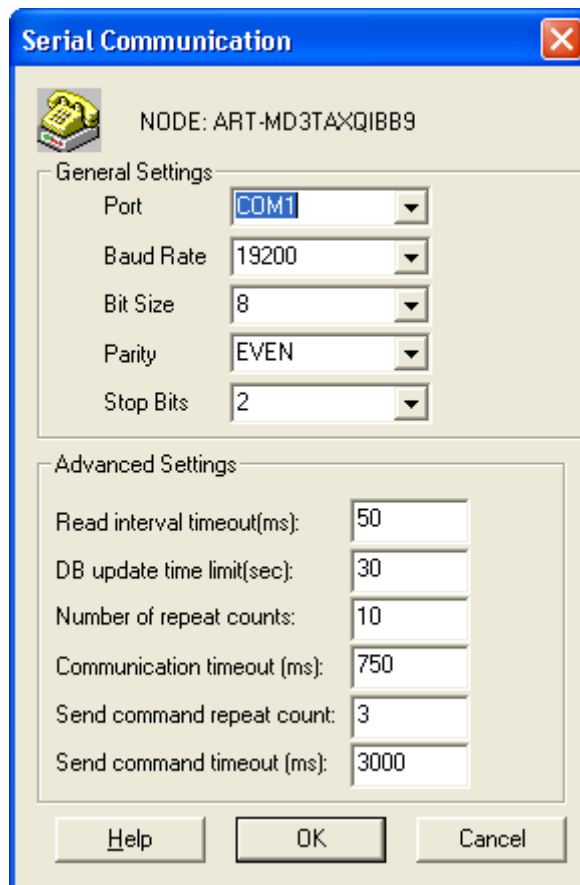 Serial Communication
NODE: ART-MD3TAXQIBB9
General Settings
Port COM1
Baud Rate 19200
Bit Size 8
Parity EVEN
Stop Bits 2
Advanced Settings
Read interval timeout(ms): 50
DB update time limit(sec): 30
Number of repeat counts: 10
Communication timeout (ms): 750
Send command repeat count: 3
Send command timeout (ms): 3000
Help OK Cancel